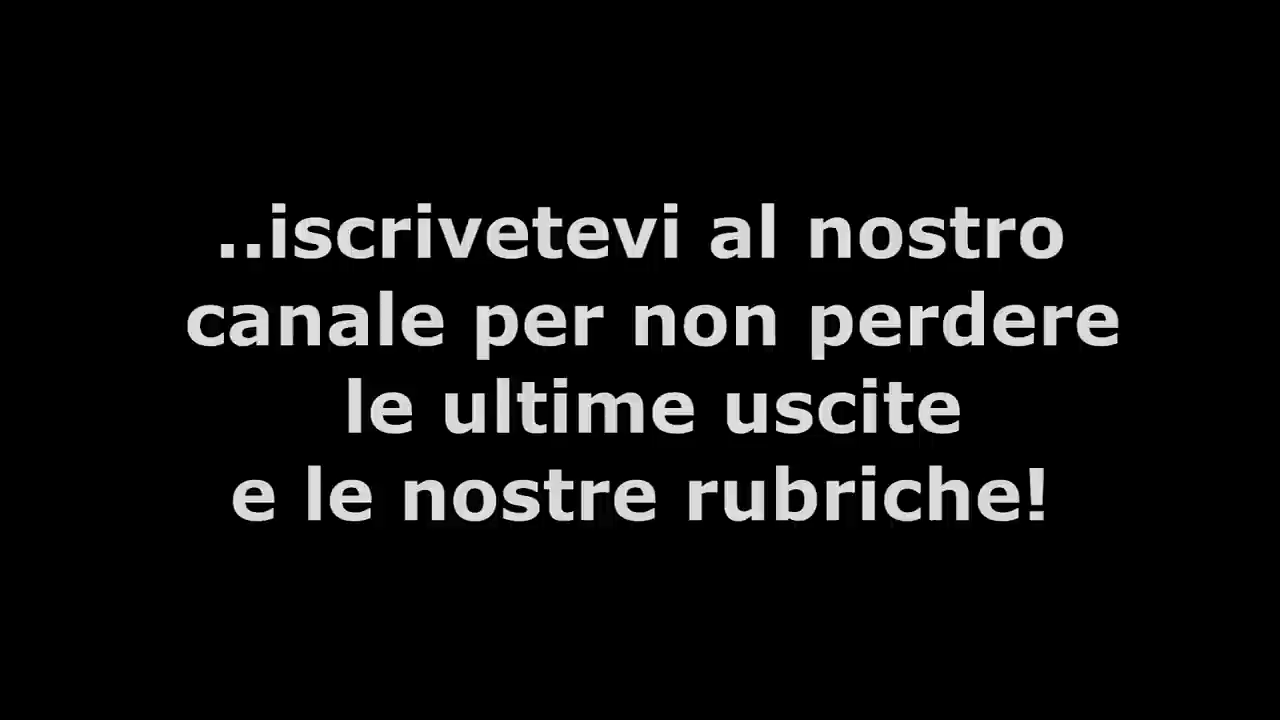 ..iscrivetevi al nostro
canale per non perdere
le ultime uscite
e le nostre rubriche!